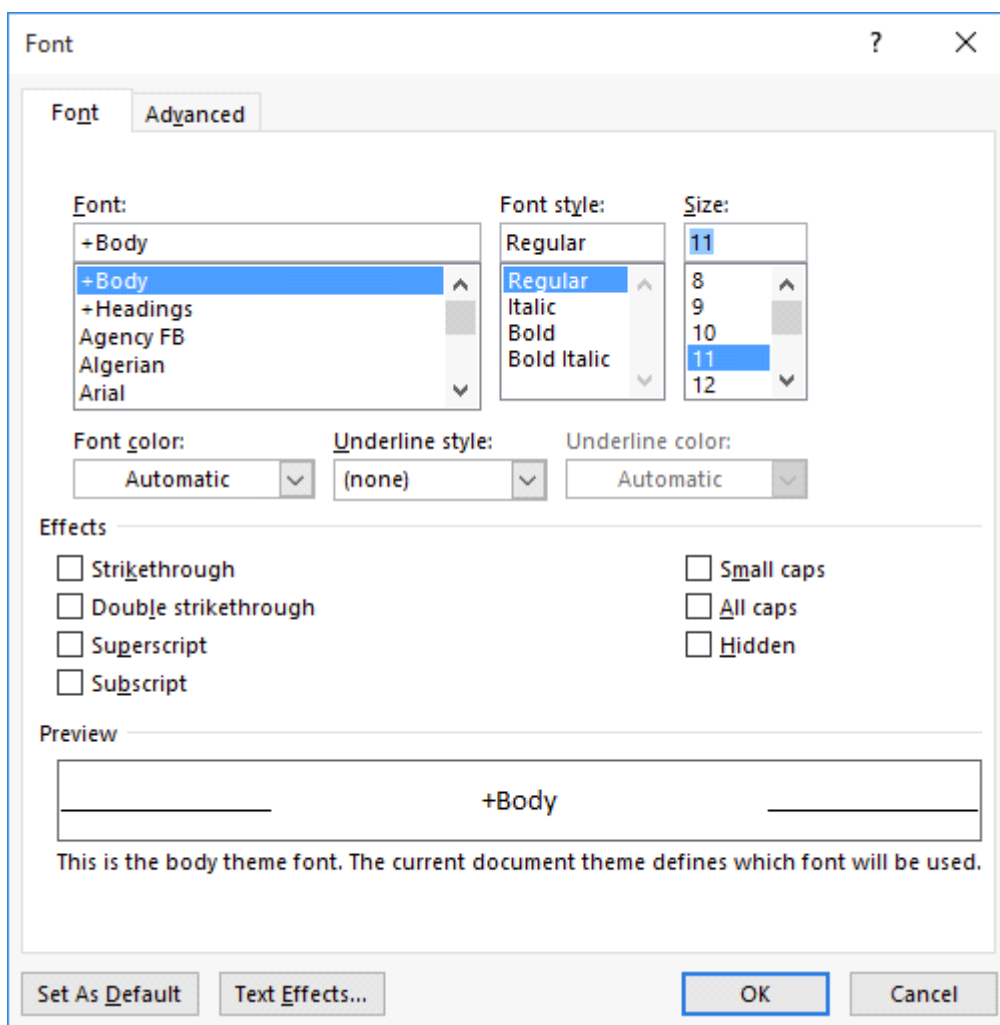 Font ?
Font Advanced
Font: Font style: Size:
+Body Regular 11
+Body Regular 8
+Headings Italic 9
Agency FB Bold 10
Algerian Bold Italic 11
Arial 12
Font color: Underline style: Underline color:
Automatic (none) Automatic
Effects
Strikethrough Small caps
Double strikethrough All caps
Superscript Hidden
Subscript
Preview
+Body
This is the body theme font. The current document theme defines which font will be used.
Set As Default Text Effects... OK Cancel